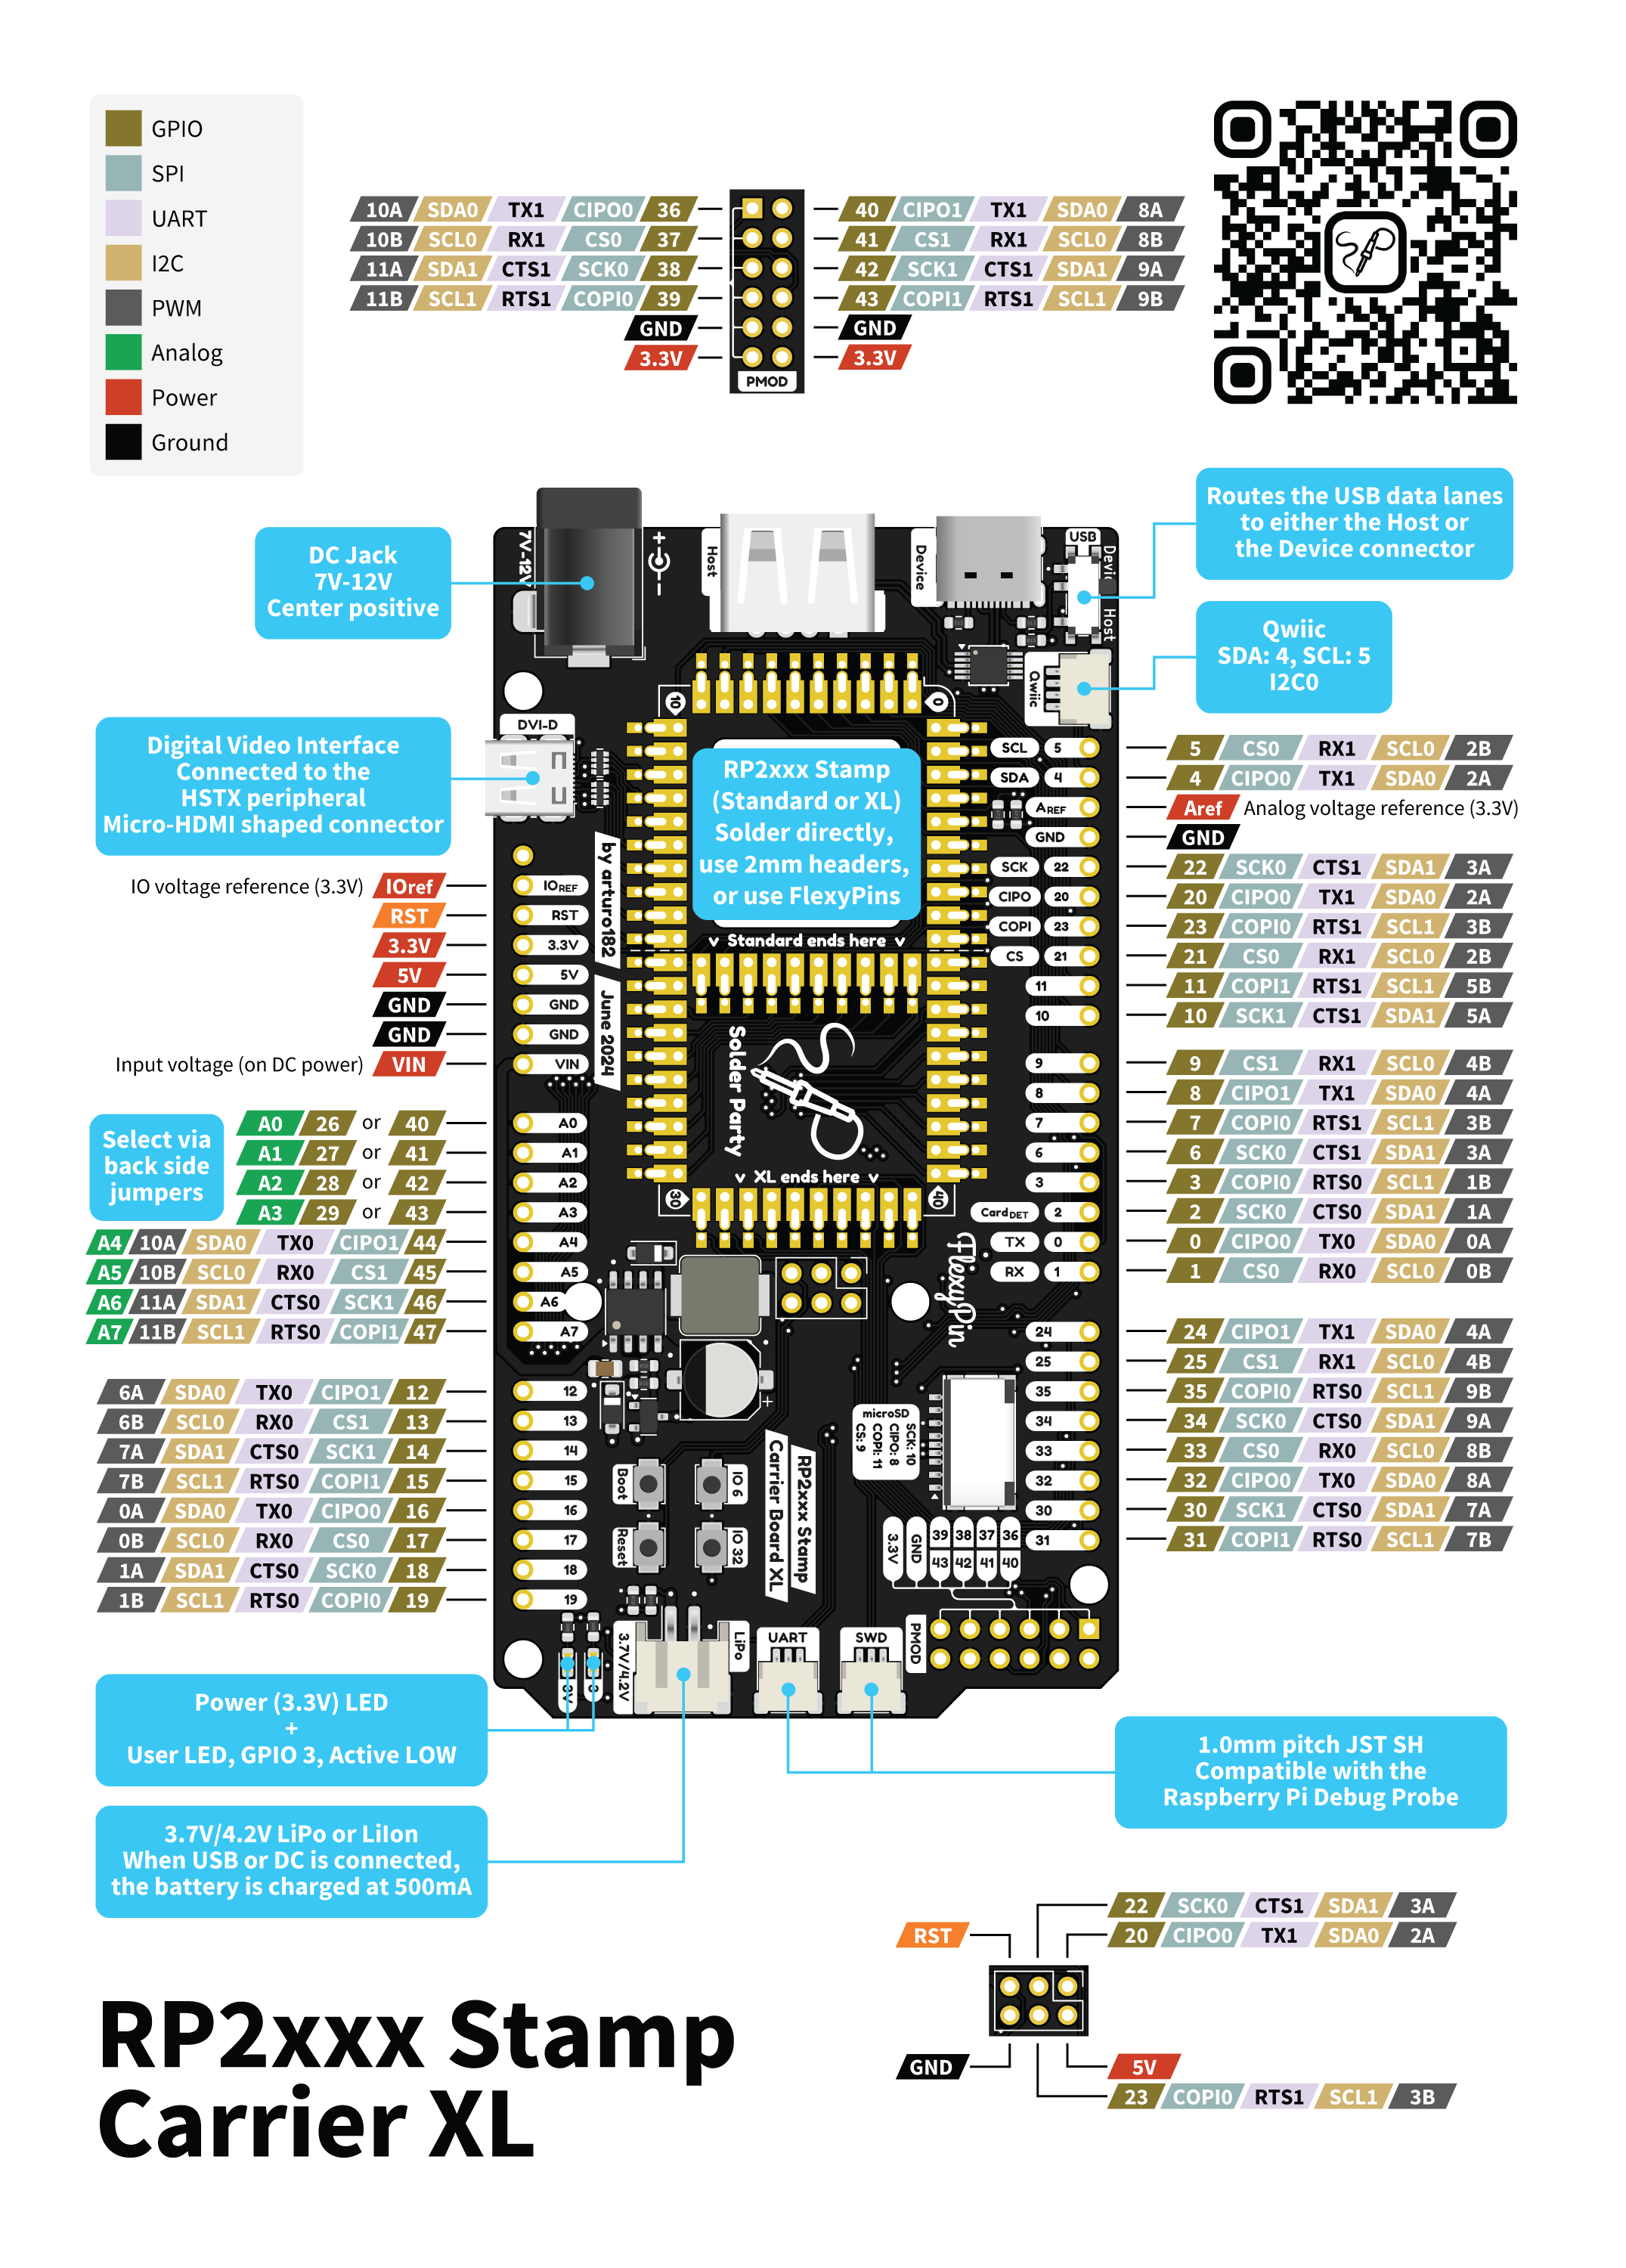 GPIO
SPI
UART
I2C
PWM
Analog
Power
Ground
10A SDA0 TX1 CIPO0 36
10B SCL0 RX1 CS0 37
11A SDA1 CTS1 SCK0 38
11B SCL1 RTS1 COPI0 39
GND
3.3V
40 CIPO1 TX1 SDA0 8A
41 CS1 RX1 SCL0 8B
42 SCK1 CTS1 SDA1 9A
43 COPI1 RTS1 SCL1 9B
GND
3.3V
PMOD
DC Jack
7V-12V
Center positive
Digital Video Interface
Connected to the
HSTX peripheral
Micro-HDMI shaped connector
Routes the USB data lanes
to either the Host or
the Device connector
Qwiic
SDA: 4, SCL: 5
I2C0
IO voltage reference (3.3V) IOref
RST
3.3V
5V
GND
GND
Input voltage (on DC power) VIN
Select via
back side
jumpers
A0 26 or 40
A1 27 or 41
A2 28 or 42
A3 29 or 43
A4 10A SDA0 TX0 CIPO1 44
A5 10B SCL0 RX0 CS1 45
A6 11A SDA1 CTS0 SCK1 46
A7 11B SCL1 RTS0 COPI1 47
6A SDA0 TX0 CIPO1 12
6B SCL0 RX0 CS1 13
7A SDA1 CTS0 SCK1 14
7B SCL1 RTS0 COPI1 15
0A SDA0 TX0 CIPO0 16
0B SCL0 RX0 CS0 17
1A SDA1 CTS0 SCK0 18
1B SCL1 RTS0 COPI0 19
7V-12V
+
-
Host
Device
USB
Host
Qwiic
DVI-D
10
0
RP2xxx Stamp
(Standard or XL)
Solder directly,
use 2mm headers,
or use FlexyPins
Standard ends here
Solder Party
XL ends here
30
40
by arturo182
June 2024
IOREF
RST
3.3V
5V
GND
GND
VIN
A0
A1
A2
A3
A4
A5
A6
A7
12
13
14
15
16
17
18
19
SCL 5
SDA 4
AREF
GND
SCK 22
CIPO 20
COPI 23
CS 21
11
10
9
8
7
6
3
CardDET 2
TX 0
RX 1
24
25
35
34
33
32
30
31
FlexyPin
+
microSD
SCK: 10
CIPO: 8
COPI: 11
CS: 9
Boot
IO 6
Reset
IO 32
RP2xxx Stamp
Carrier Board XL
3.3V GND 39 38 37 36
43 42 41 40
3.7V/4.2V
LiPo
UART
SWD
PMOD
5 CS0 RX1 SCL0 2B
4 CIPO0 TX1 SDA0 2A
Aref Analog voltage reference (3.3V)
GND
22 SCK0 CTS1 SDA1 3A
20 CIPO0 TX1 SDA0 2A
23 COPI0 RTS1 SCL1 3B
21 CS0 RX1 SCL0 2B
11 COPI1 RTS1 SCL1 5B
10 SCK1 CTS1 SDA1 5A
9 CS1 RX1 SCL0 4B
8 CIPO1 TX1 SDA0 4A
7 COPI0 RTS1 SCL1 3B
6 SCK0 CTS1 SDA1 3A
3 COPI0 RTS0 SCL1 1B
2 SCK0 CTS0 SDA1 1A
0 CIPO0 TX0 SDA0 0A
1 CS0 RX0 SCL0 0B
24 CIPO1 TX1 SDA0 4A
25 CS1 RX1 SCL0 4B
35 COPI0 RTS0 SCL1 9B
34 SCK0 CTS0 SDA1 9A
33 CS0 RX0 SCL0 8B
32 CIPO0 TX0 SDA0 8A
30 SCK1 CTS0 SDA1 7A
31 COPI1 RTS0 SCL1 7B
Power (3.3V) LED
+
User LED, GPIO 3, Active LOW
3.7V/4.2V LiPo or LiIon
When USB or DC is connected,
the battery is charged at 500mA
1.0mm pitch JST SH
Compatible with the
Raspberry Pi Debug Probe
22 SCK0 CTS1 SDA1 3A
RST
20 CIPO0 TX1 SDA0 2A
GND
5V
23 COPI0 RTS1 SCL1 3B
RP2xxx Stamp
Carrier XL